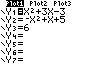 Plot1 Plot2 Plot3
\Y₁=X²+3X-3
\Y₂=-X²+X+5
\Y₃=6
\Y₄=
\Y₅=
\Y₆=
\Y₇=